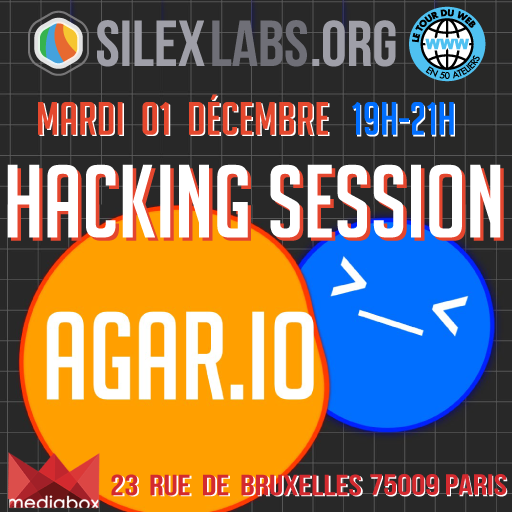 SILEXLABS.ORG
LE TOUR DU WEB
WWW
EN 50 ATELIERS
MARDI 01 DÉCEMBRE 19H-21H
HACKING SESSION
AGAR.IO
mediabox
23 RUE DE BRUXELLES 75009 PARIS